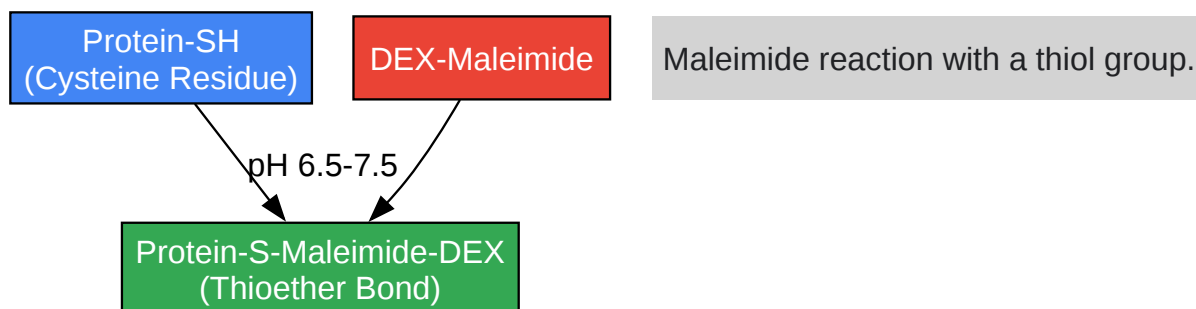 Protein-SH
(Cysteine Residue)
DEX-Maleimide
Maleimide reaction with a thiol group.
pH 6.5-7.5
Protein-S-Maleimide-DEX
(Thioether Bond)